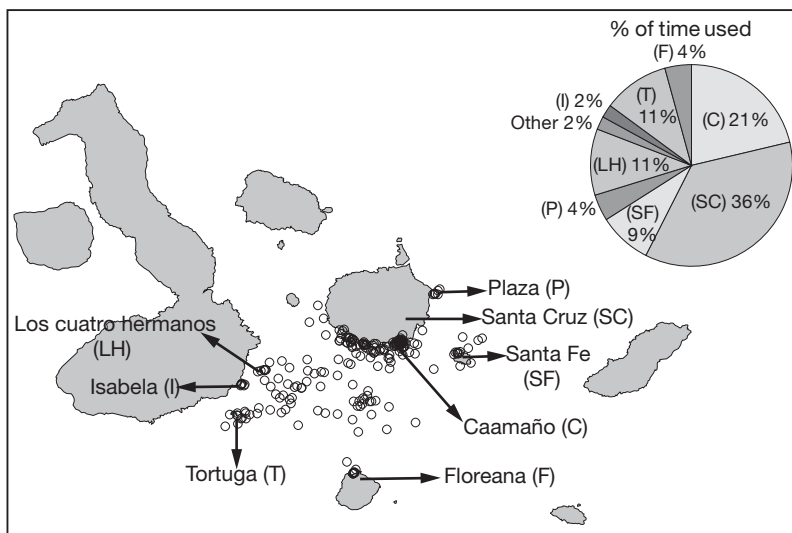 % of time used
(F) 4%
(I) 2%
(T)
11%
Other 2%
(C) 21%
(LH) 11%
(SC) 36%
(P) 4%
(SF)
9%
Plaza (P)
Santa Cruz (SC)
Los cuatro hermanos
(LH)
Santa Fe
(SF)
Isabela (I)
Caamaño (C)
Tortuga (T)
Floreana (F)